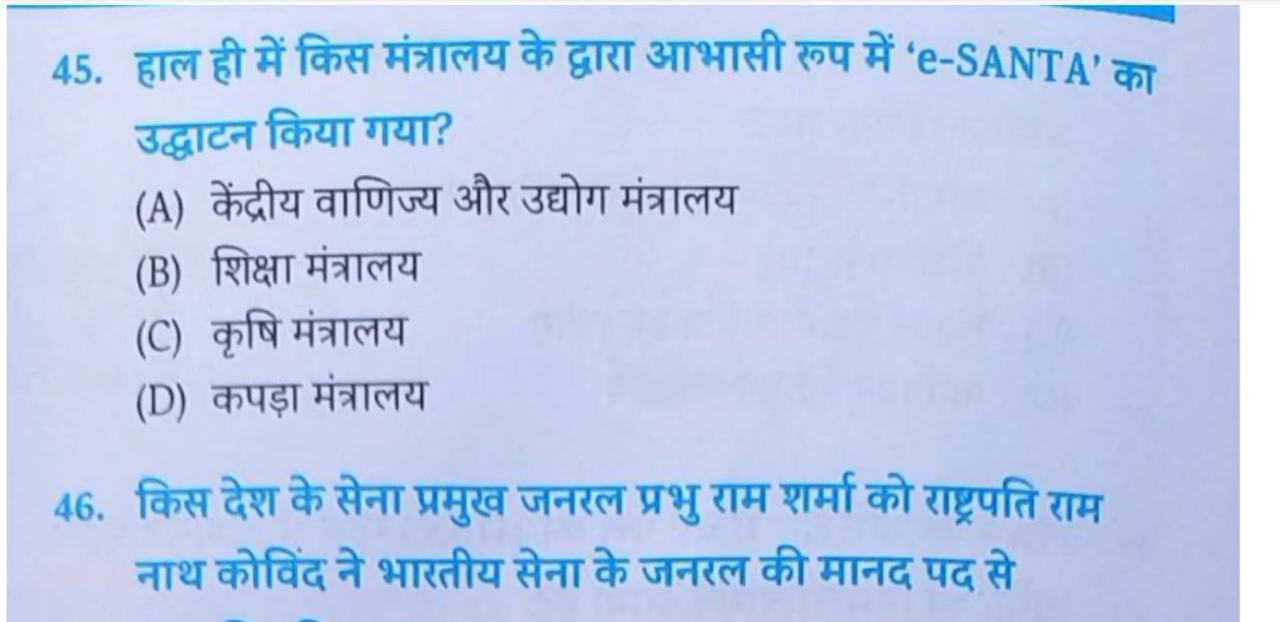 45. हाल ही में किस मंत्रालय के द्वारा आभासी रूप में ‘e-SANTA’ का
उद्घाटन किया गया?
(A) केंद्रीय वाणिज्य और उद्योग मंत्रालय
(B) शिक्षा मंत्रालय
(C) कृषि मंत्रालय
(D) कपड़ा मंत्रालय
46. किस देश के सेना प्रमुख जनरल प्रभु राम शर्मा को राष्ट्रपति राम
नाथ कोविंद ने भारतीय सेना के जनरल की मानद पद से